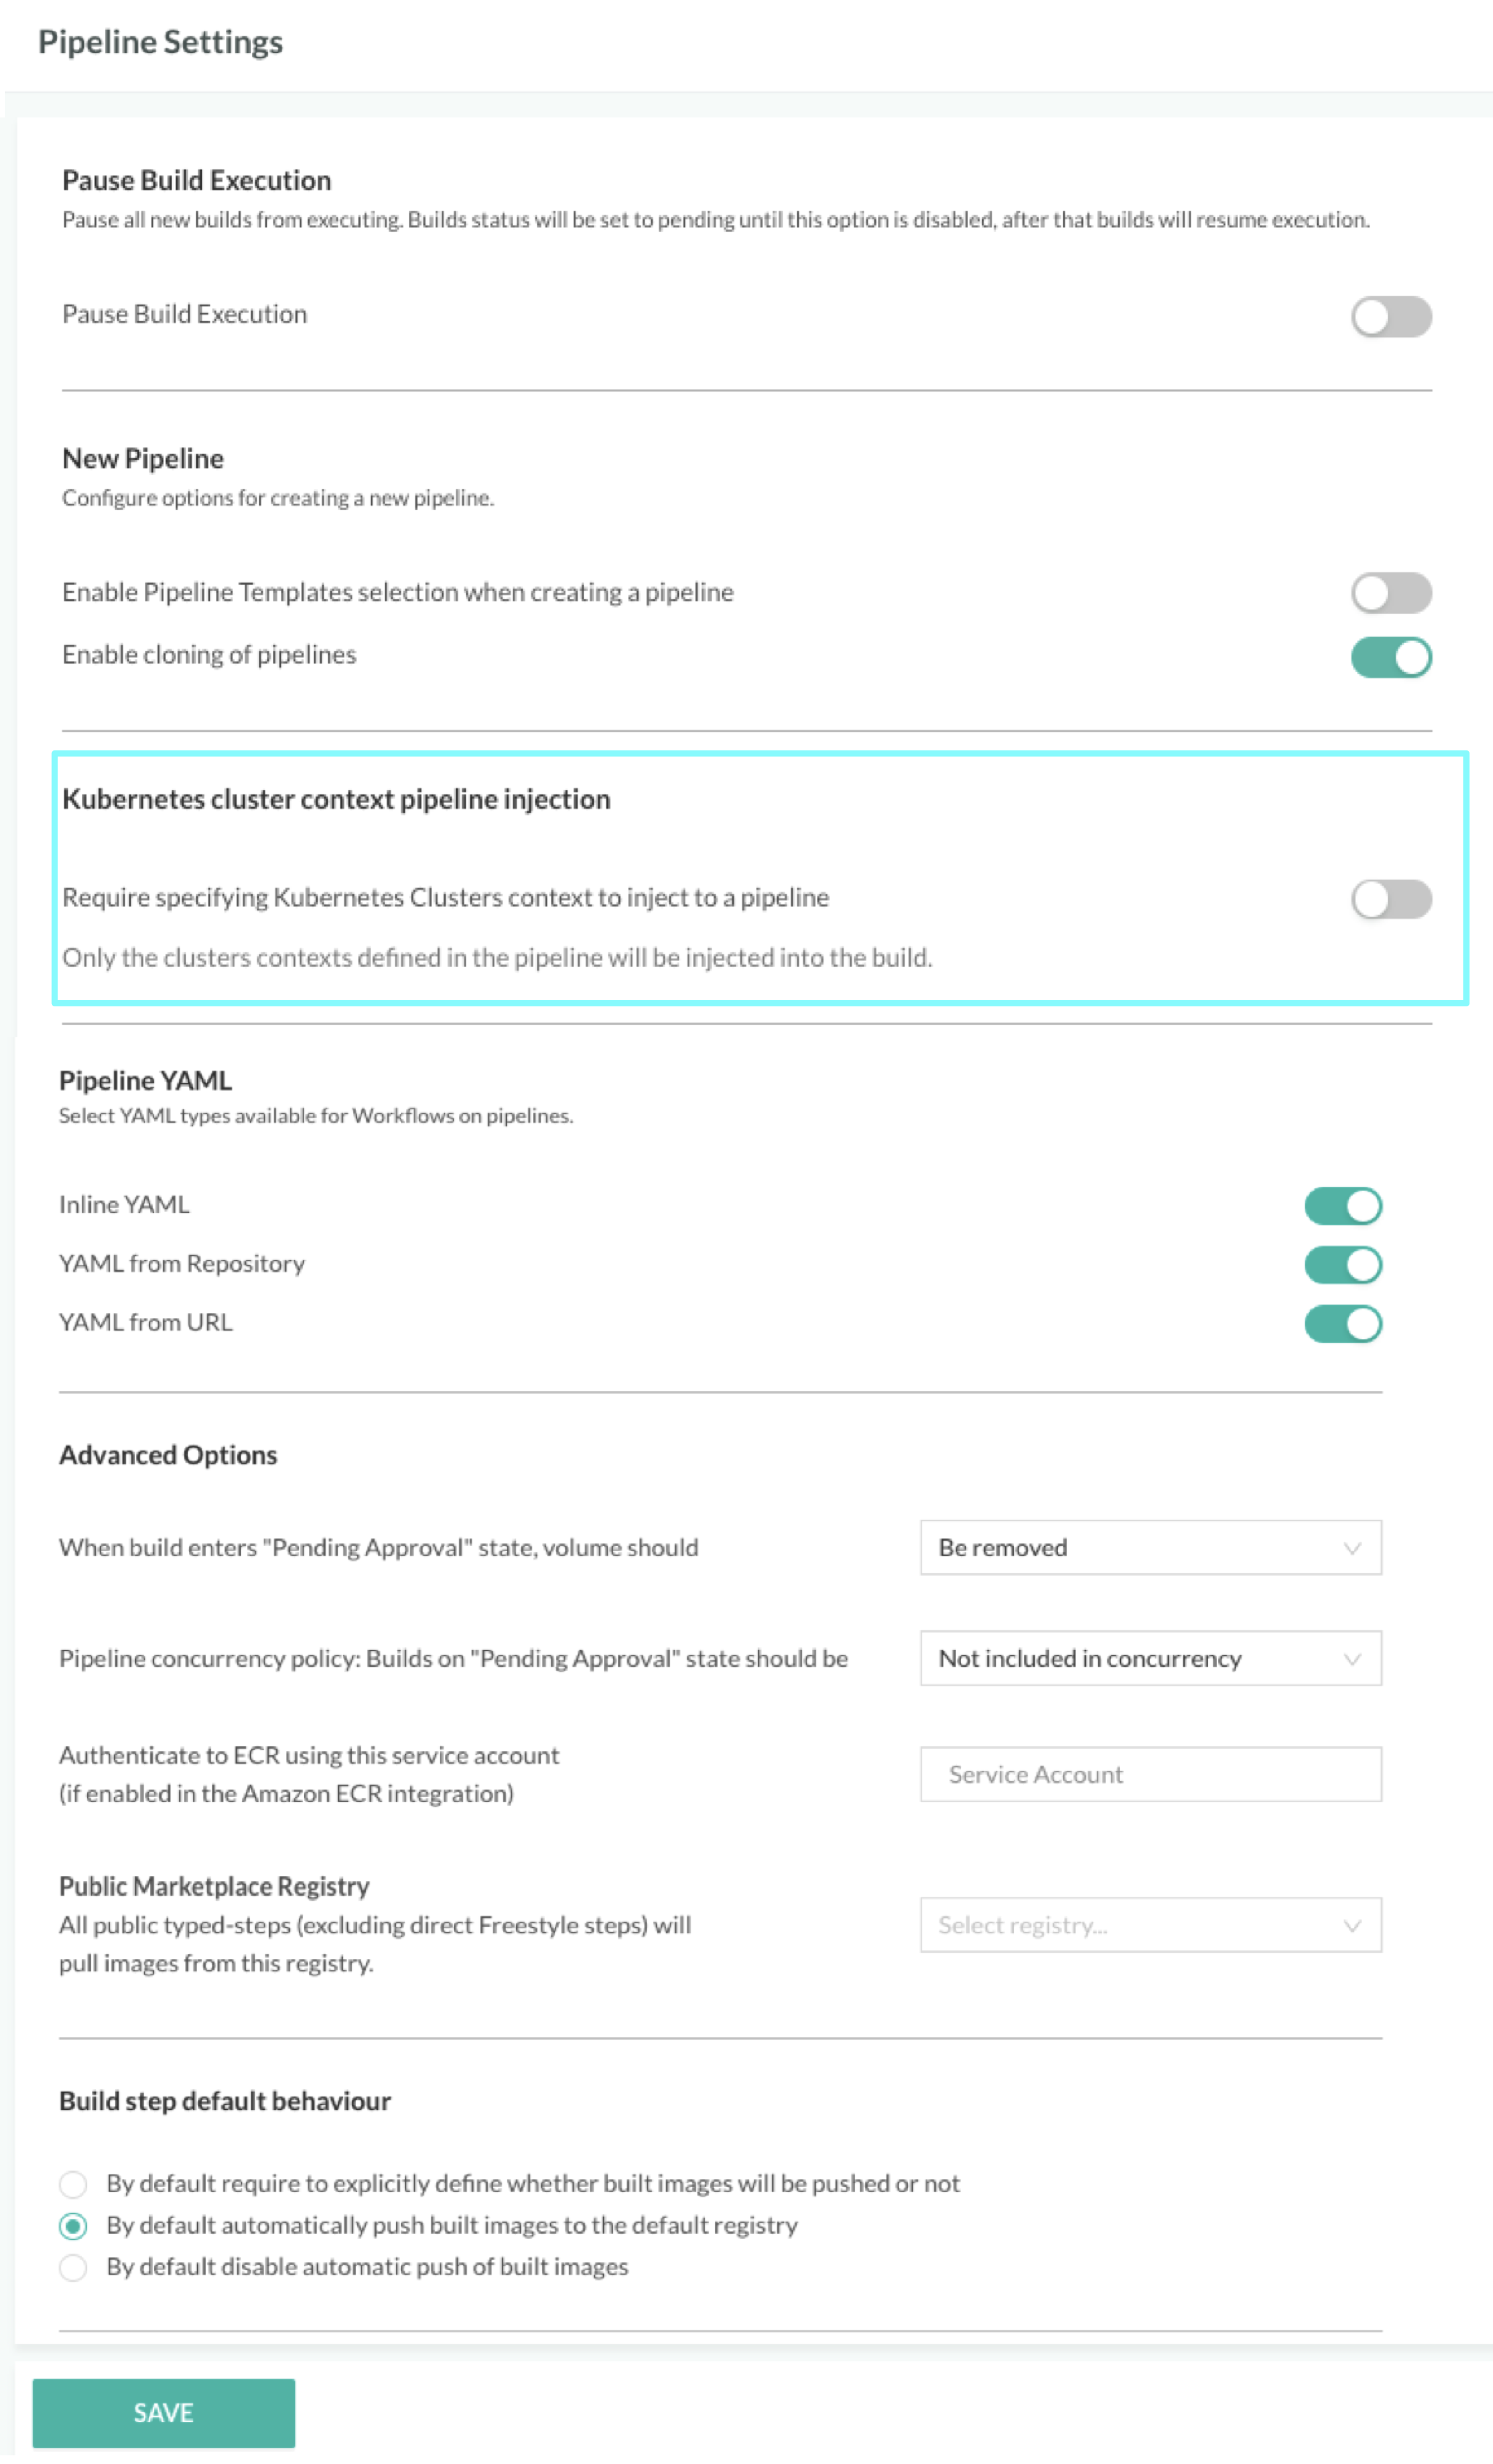 Pipeline Settings
Pause Build Execution
Pause all new builds from executing. Builds status will be set to pending until this option is disabled, after that builds will resume execution.
Pause Build Execution
New Pipeline
Configure options for creating a new pipeline.
Enable Pipeline Templates selection when creating a pipeline
Enable cloning of pipelines
Kubernetes cluster context pipeline injection
Require specifying Kubernetes Clusters context to inject to a pipeline
Only the clusters contexts defined in the pipeline will be injected into the build.
Pipeline YAML
Select YAML types available for Workflows on pipelines.
Inline YAML
YAML from Repository
YAML from URL
Advanced Options
When build enters "Pending Approval" state, volume should
Be removed
Pipeline concurrency policy: Builds on "Pending Approval" state should be
Not included in concurrency
Authenticate to ECR using this service account
(if enabled in the Amazon ECR integration)
Service Account
Public Marketplace Registry
All public typed-steps (excluding direct Freestyle steps) will
pull images from this registry.
Select registry...
Build step default behaviour
By default require to explicitly define whether built images will be pushed or not
By default automatically push built images to the default registry
By default disable automatic push of built images
SAVE